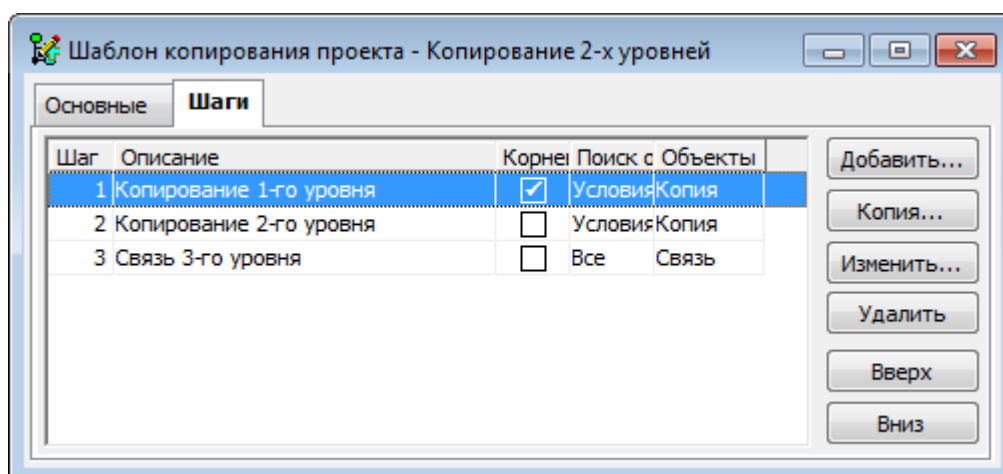 Шаблон копирования проекта - Копирование 2-х уровней
Основные Шаги
Шаг Описание Корне Поиск о Объекты
1 Копирование 1-го уровня Условия Копия
2 Копирование 2-го уровня Условия Копия
3 Связь 3-го уровня Все Связь
Добавить...
Копия...
Изменить...
Удалить
Вверх
Вниз